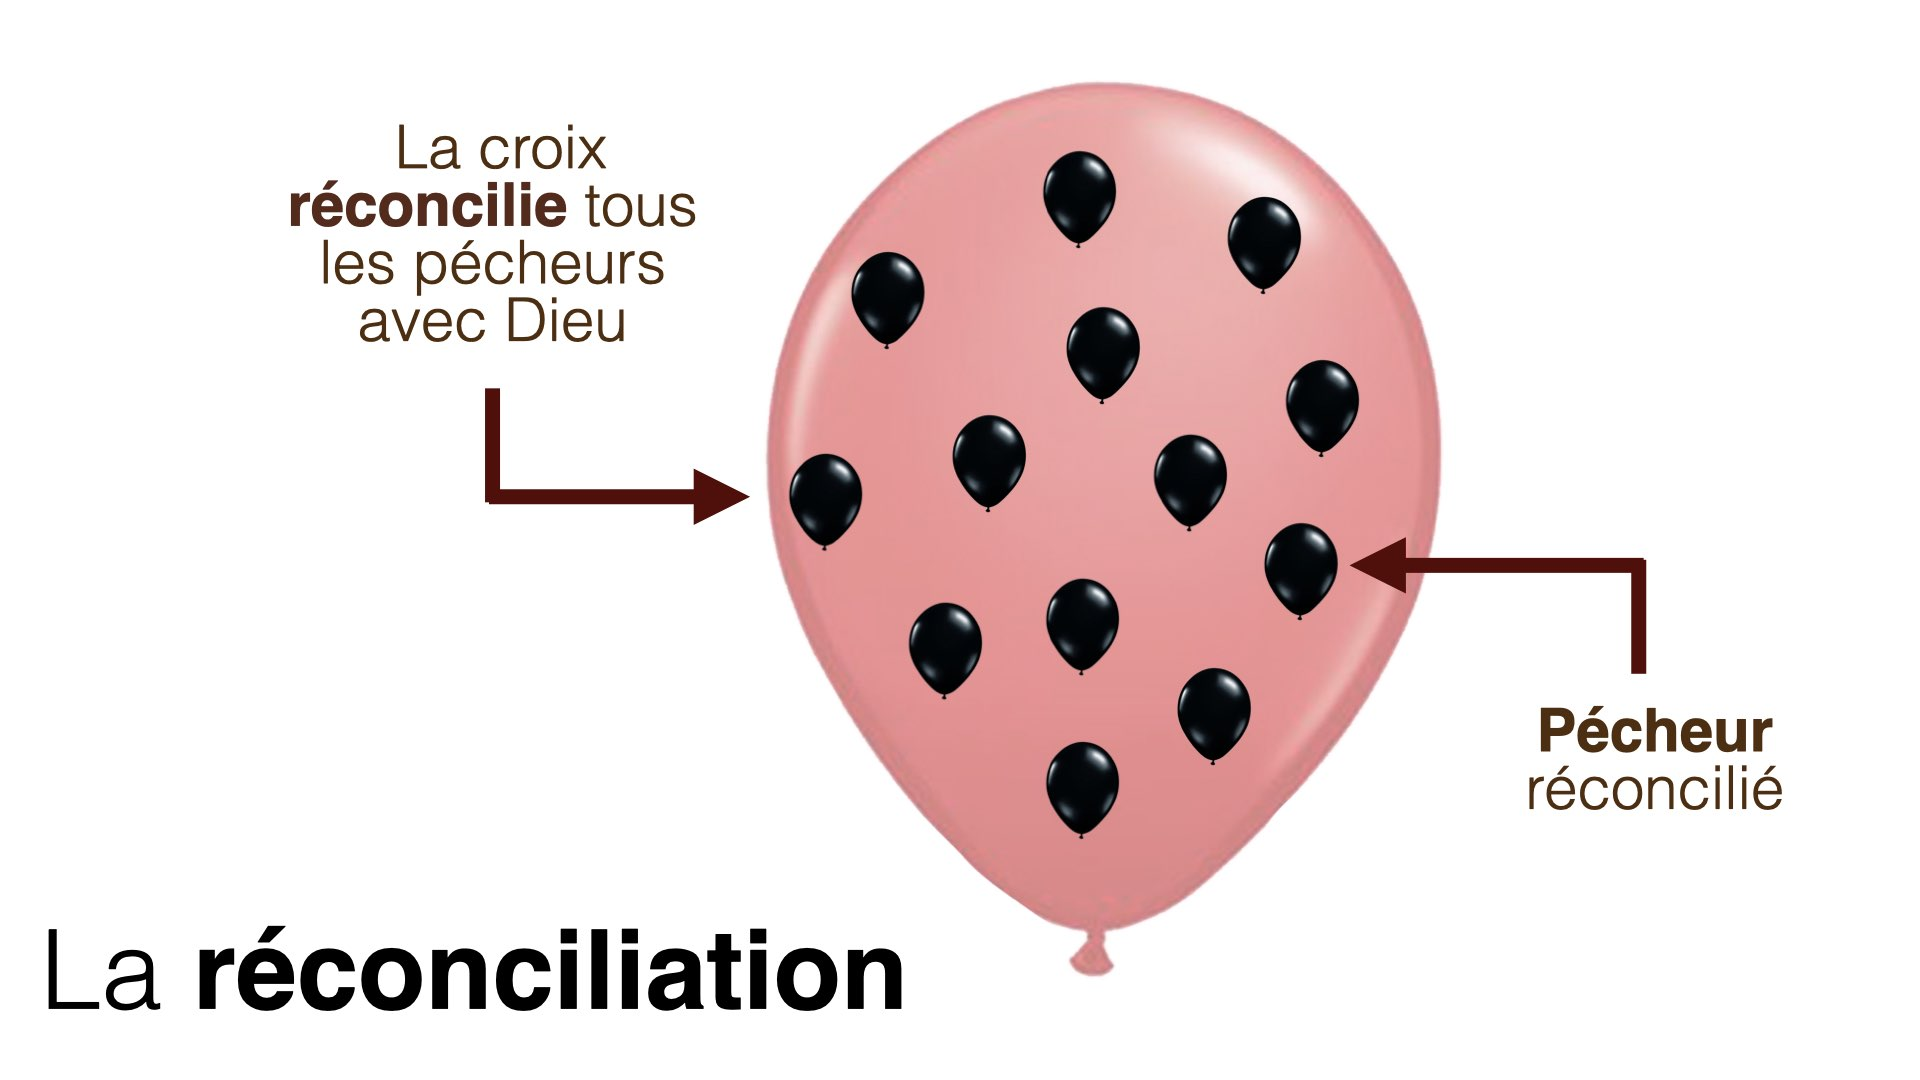 La croix
réconcilie tous
les pécheurs
avec Dieu
Pécheur
réconcilié
La réconciliation